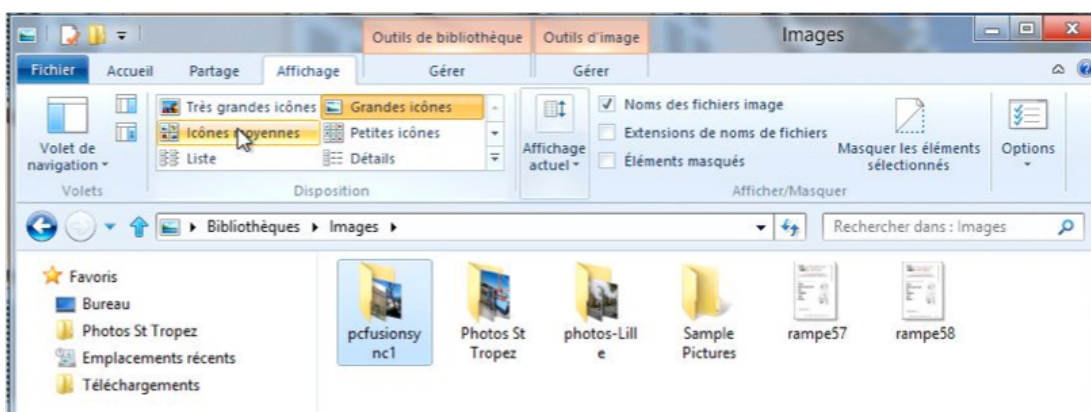 Outils de bibliothèque Outils d'image Images
Fichier Accueil Partage Affichage Gérer Gérer
Très grandes icônes Grandes icônes
Icônes moyennes Petites icônes
Liste Détails
Volet de
navigation
Affichage
actuel
Noms des fichiers image
Extensions de noms de fichiers
Éléments masqués
Masquer les éléments
sélectionnés
Options
Volets Disposition Afficher/Masquer
Bibliothèques Images Rechercher dans : Images
Favoris
Bureau
Photos St Tropez
Emplacements récents
Téléchargements
pcfusionsy
nc1
Photos St
Tropez
photos-Lill
e
Sample
Pictures
rampe57
rampe58